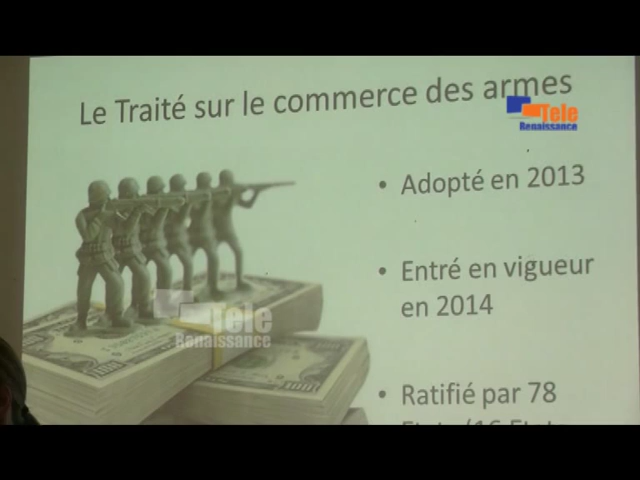 Le Traité sur le commerce des armes
Tele
Renaissance
• Adopté en 2013
• Entré en vigueur
en 2014
Tele
Renaissance
• Ratifié par 78